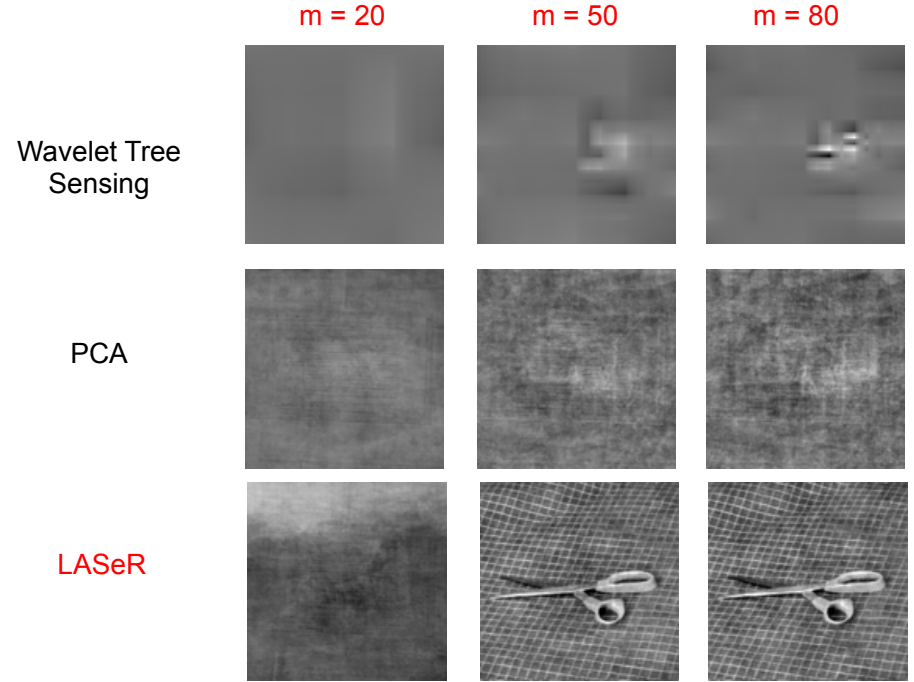 m = 20
m = 50
m = 80
Wavelet Tree
Sensing
PCA
LASeR